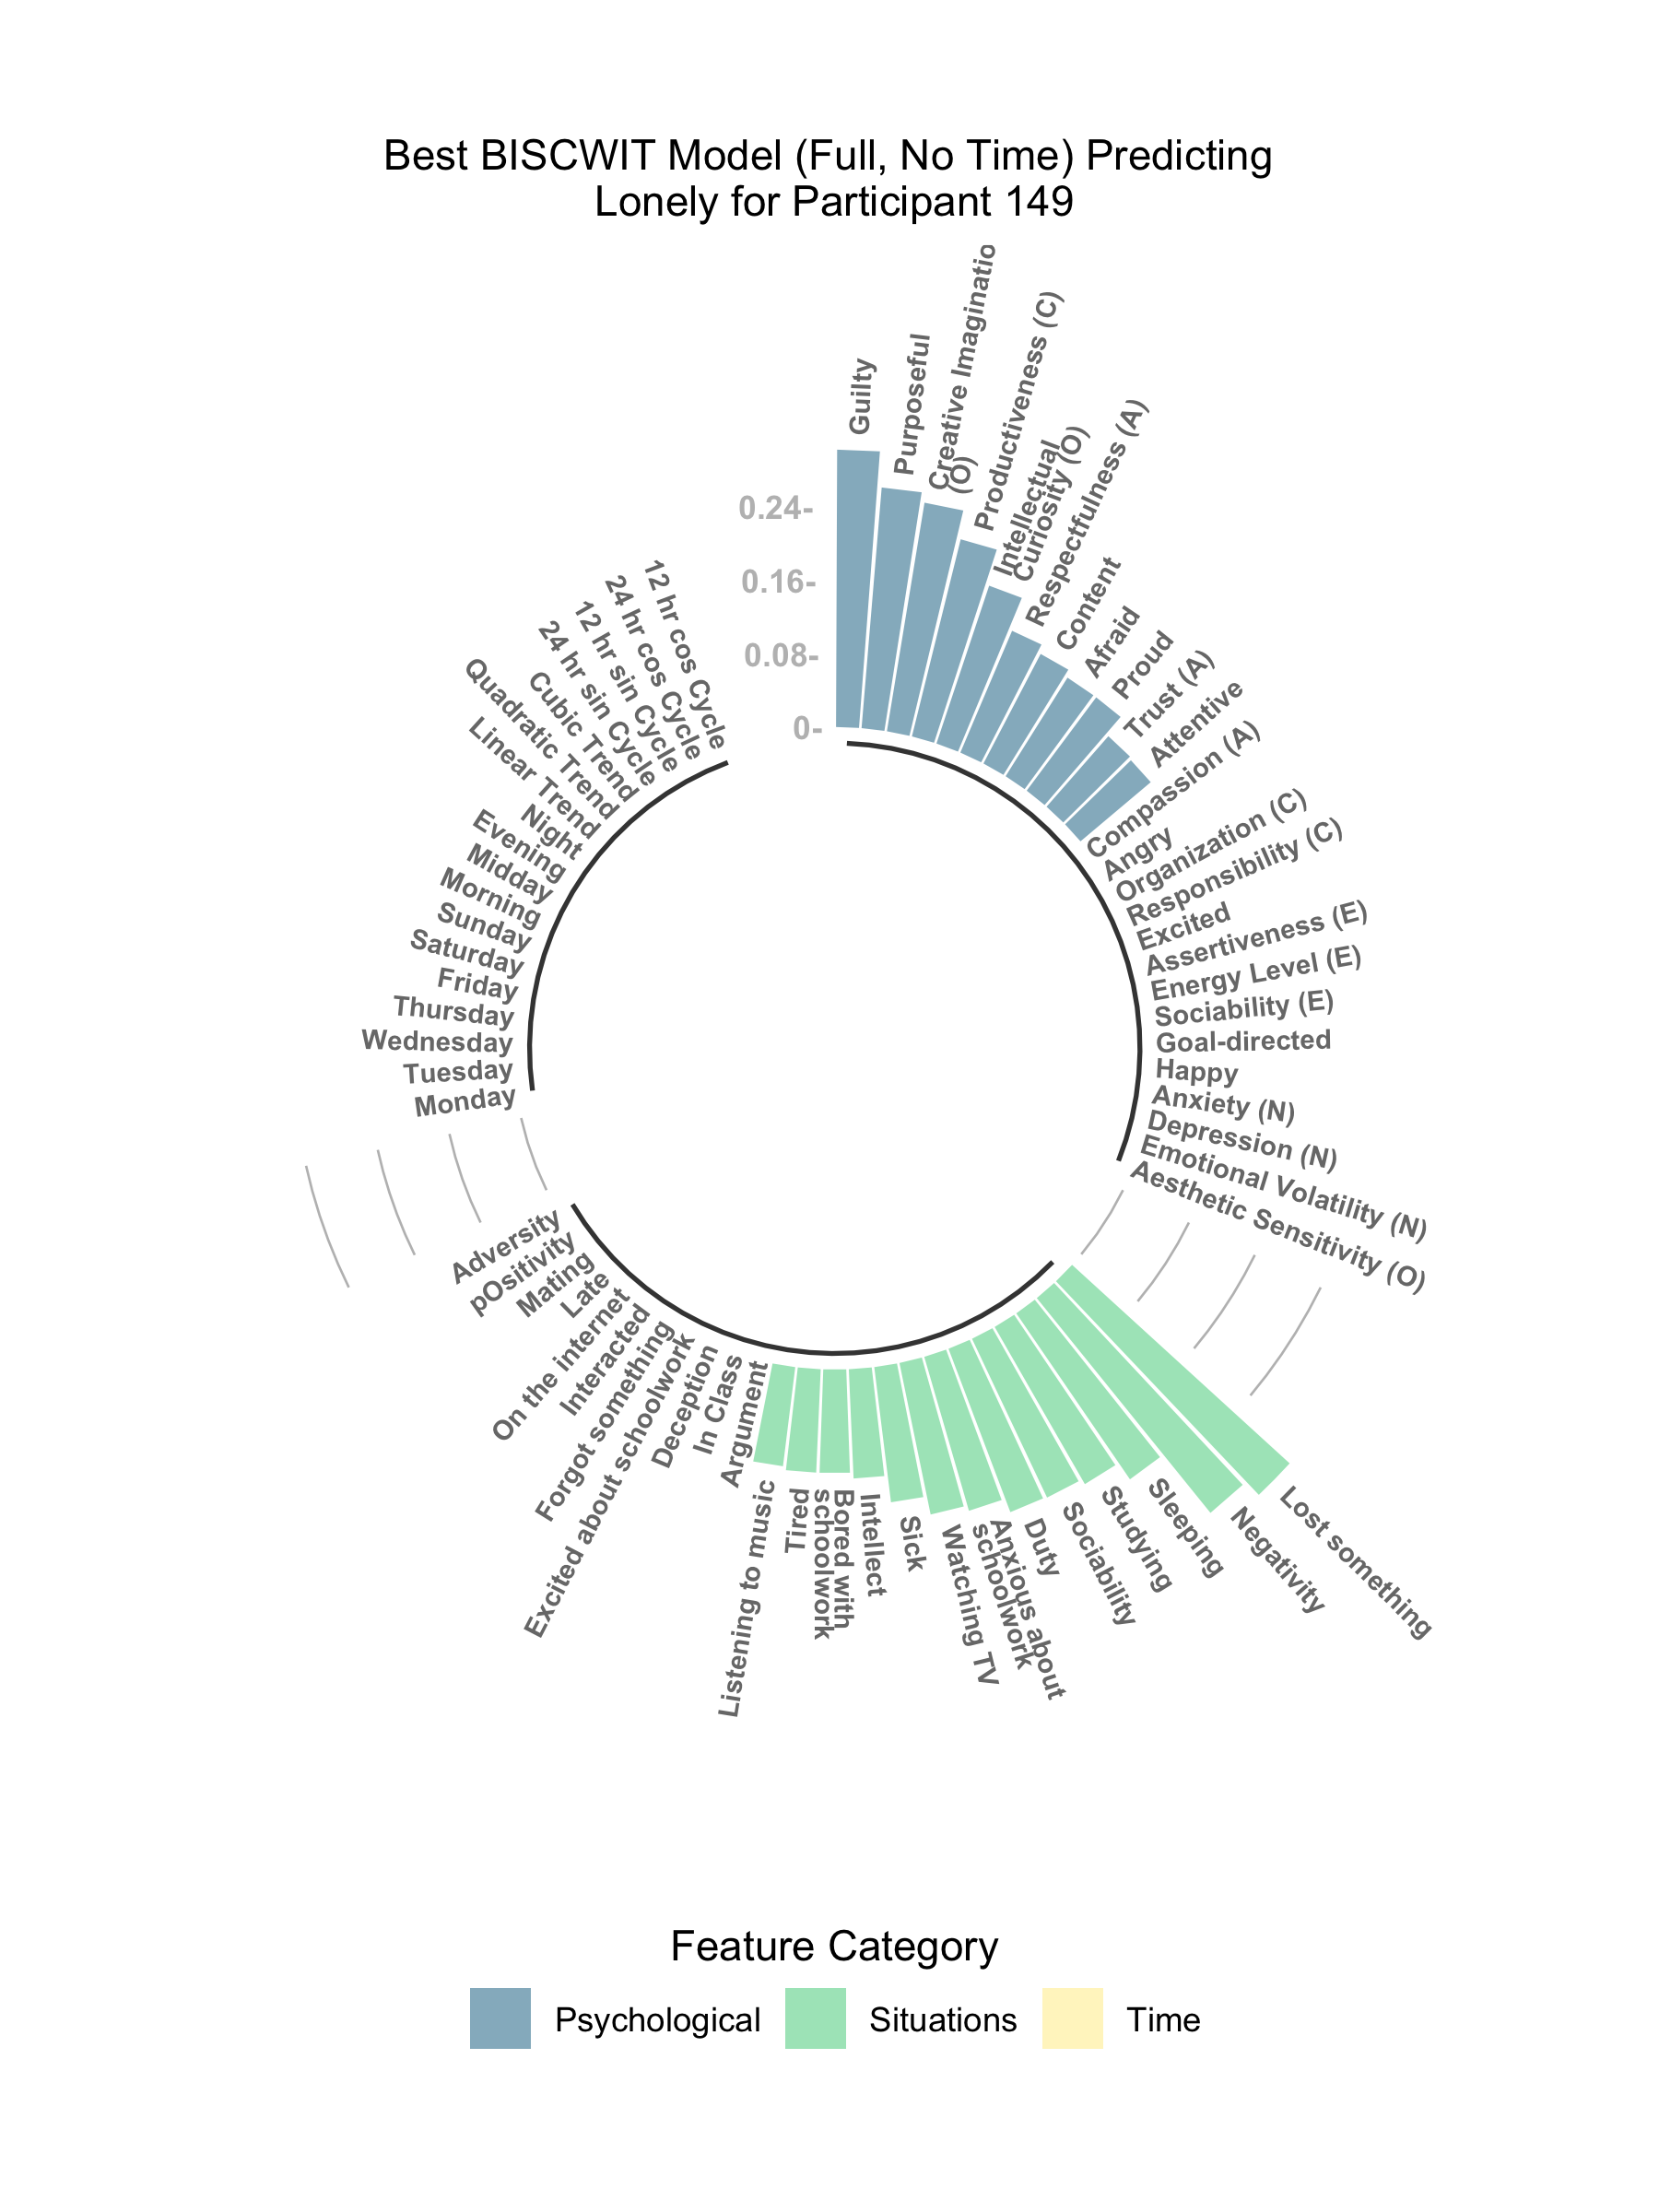 Best BISCWIT Model (Full, No Time) Predicting
Lonely for Participant 149
0.24-
0.16-
0.08-
0-
Guilty
Purposeful
Creative Imaginatio
(O)
Productiveness (C)
Intellectual
Curiosity (O)
Respectfulness (A)
Content
Afraid
Proud
Trust (A)
Attentive
Compassion (A)
Angry
Organization (C)
Responsibility (C)
Excited
Assertiveness (E)
Energy Level (E)
Sociability (E)
Goal-directed
Happy
Anxiety (N)
Depression (N)
Emotional Volatility (N)
Aesthetic Sensitivity (O)
Lost something
Negativity
Sleeping
Studying
Sociability
Duty
Anxious about
schoolwork
Watching TV
Sick
Intellect
Bored with
schoolwork
Tired
Listening to music
Argument
In Class
Deception
Excited about schoolwork
Forgot something
Interacted
On the internet
Late
Mating
pOsitivity
Adversity
Monday
Tuesday
Wednesday
Thursday
Friday
Saturday
Sunday
Morning
Midday
Evening
Night
Linear Trend
Quadratic Trend
Cubic Trend
24 hr sin Cycle
12 hr sin Cycle
24 hr cos Cycle
12 hr cos Cycle
Feature Category
Psychological
Situations
Time